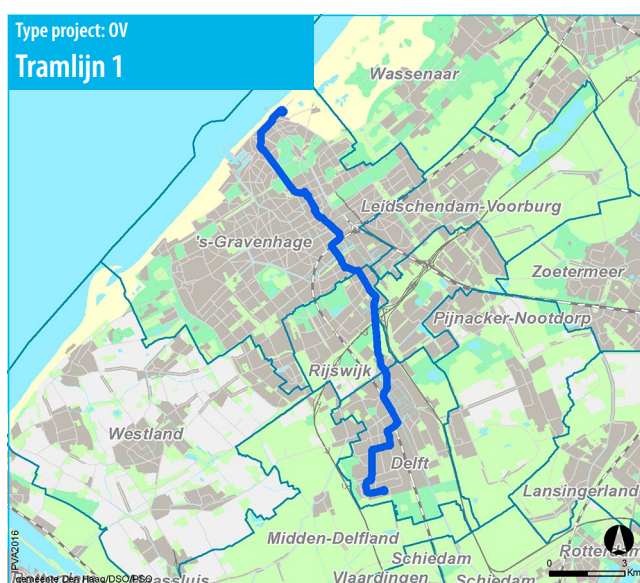 Type project: OV
Tramlijn 1
Wassenaar
Leidschendam-Voorburg
's-Gravenhage
Zoetermeer
Pijnacker-Nootdorp
Rijswijk
Westland
Delft
Lansingerland
Midden-Delfland
Schiedam
Vlaardingen
Schiedam
0 3
Km
gemeente Den Haag/DSO/PSO